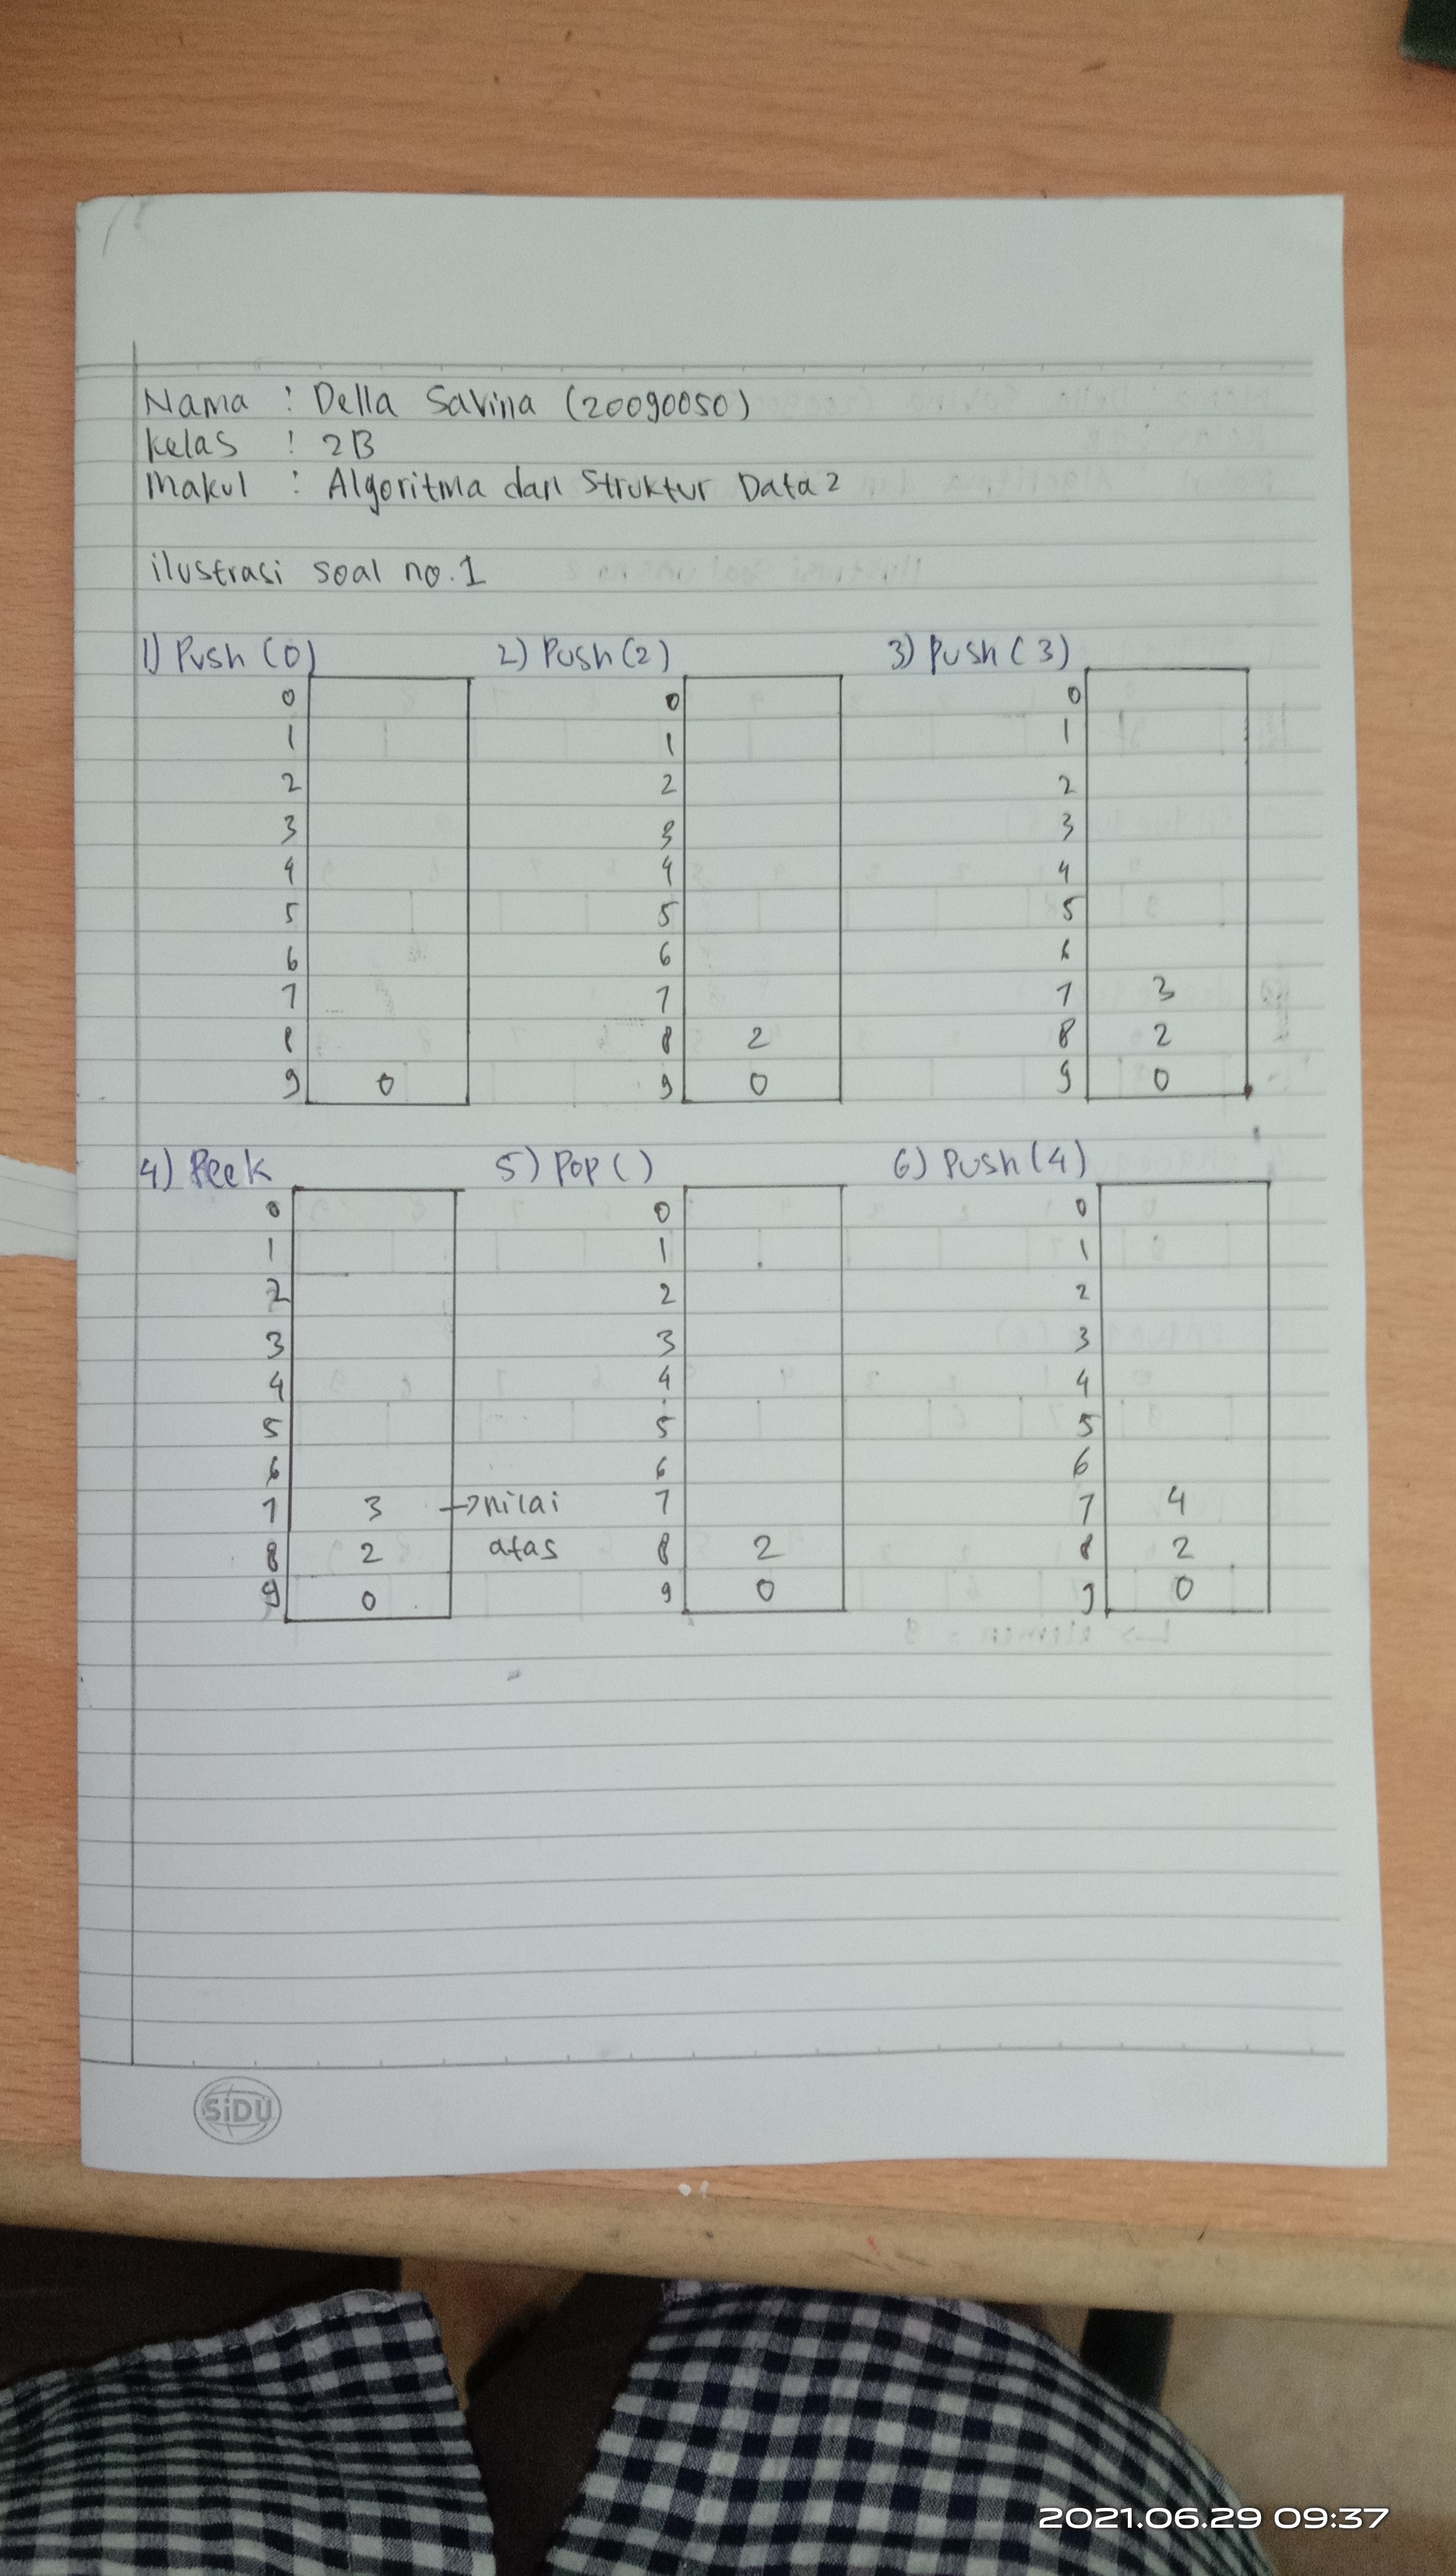 Nama : Della Savina (20090050)
Kelas : 2B
Makul : Algoritma dan Struktur Data 2
ilustrasi soal no. 1
1) Push (0) 2) Push (2) 3) Push (3)
0 0 0
1 1 1
2 2 2
3 3 3
4 4 4
5 5 5
6 6 6
7 7 7 3
8 8 2 8 2
9 0 9 0 9 0
4) Peek 5) Pop () 6) Push (4)
0 0 0
1 1 1
2 2 2
3 3 3
4 4 4
5 5 5
6 6 6
7 3 → nilai 7 7 4
8 2 atas 8 2 8 2
9 0 9 0 9 0
SiDU
2021.06.29 09:37